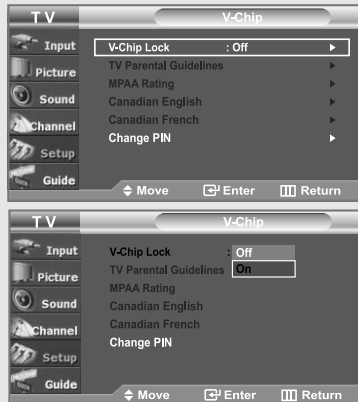 TV V-Chip
Input
Picture
Sound
Channel
Setup
Guide
V-Chip Lock : Off
TV Parental Guidelines
MPAA Rating
Canadian English
Canadian French
Change PIN
Move Enter Return
TV V-Chip
Input
Picture
Sound
Channel
Setup
Guide
V-Chip Lock : Off
TV Parental Guidelines On
MPAA Rating
Canadian English
Canadian French
Change PIN
Move Enter Return